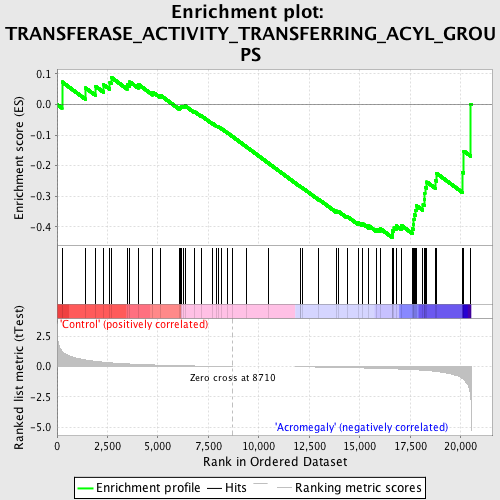 Enrichment plot:
TRANSFERASE_ACTIVITY_TRANSFERRING_ACYL_GROU
PS
Enrichment score (ES)
0.1
0.0
-0.1
-0.2
-0.3
-0.4
'Control' (positively correlated)
Ranked list metric (tTest)
2.5
0.0
-2.5
-5.0
Zero cross at 8710
'Acromegaly' (negatively correlated)
0 2,500 5,000 7,500 10,000 12,500 15,000 17,500 20,000
Rank in Ordered Dataset
Enrichment profile Hits Ranking metric scores